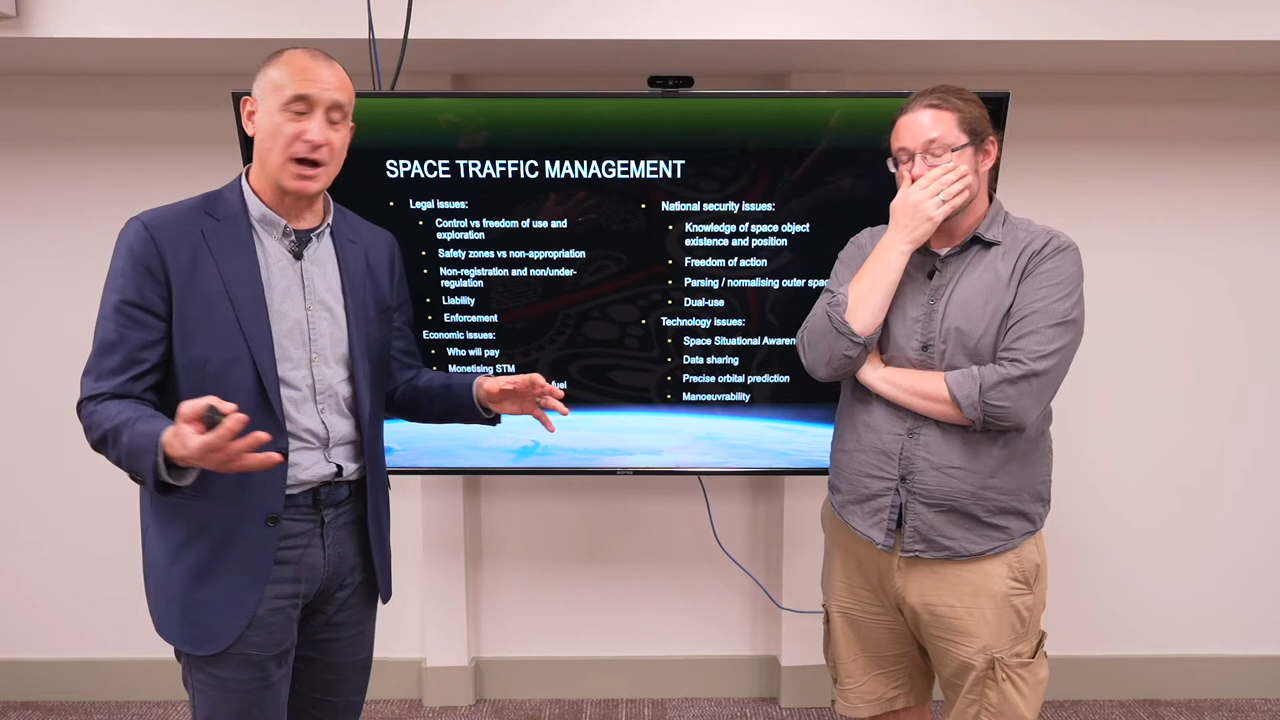 SPACE TRAFFIC MANAGEMENT
Legal issues:
Control vs freedom of use and
exploration
Safety zones vs non-appropriation
Non-registration and non/under-
regulation
Liability
Enforcement
Economic issues:
Who will pay
Monetising STM
fuel
National security issues:
Knowledge of space object
existence and position
Freedom of action
Parsing / normalising outer
Dual-use
Technology issues:
Space Situational
Data sharing
Precise orbital prediction
Manoeuvrability